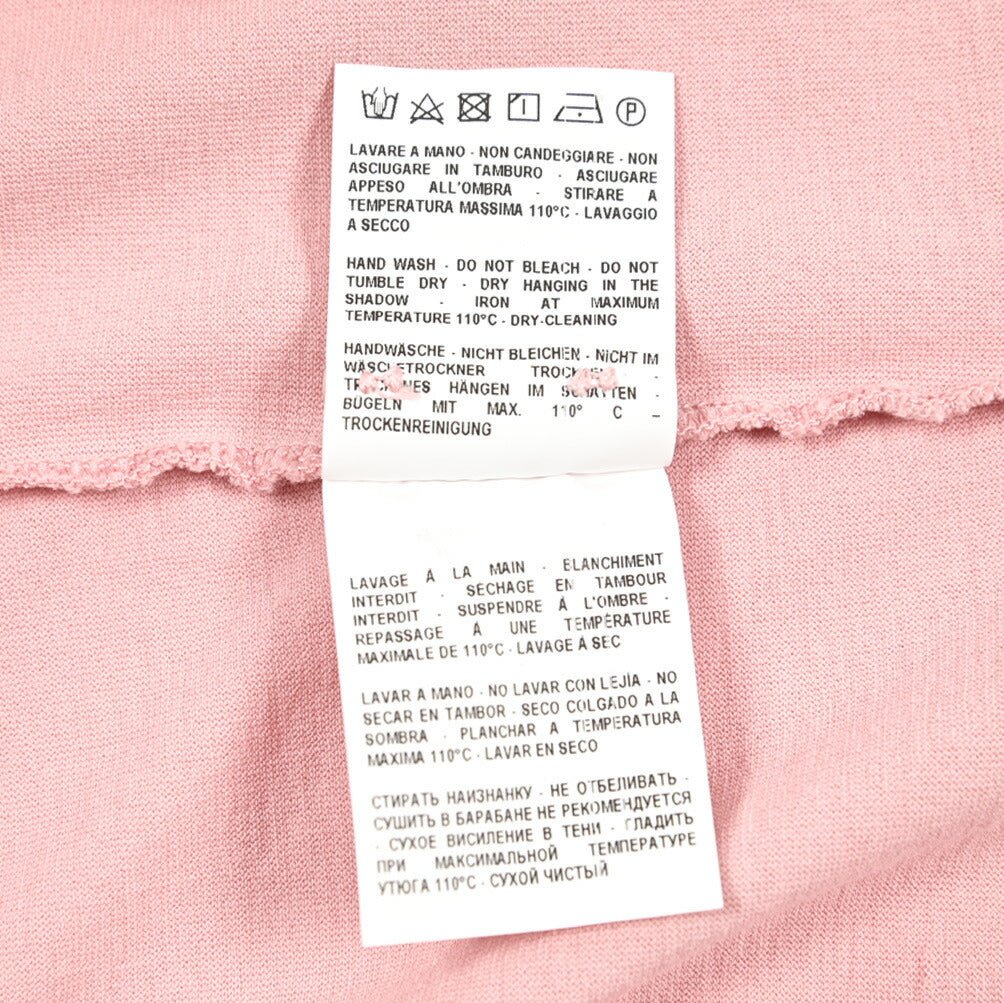 P
LAVARE A MANO - NON CANDEGGIARE - NON
ASCIUGARE IN TAMBURO - ASCIUGARE
APPESO ALL'OMBRA - STIRARE A
TEMPERATURA MASSIMA 110°C - LAVAGGIO
A SECCO
HAND WASH - DO NOT BLEACH - DO NOT
TUMBLE DRY - DRY HANGING IN THE
SHADOW - IRON AT MAXIMUM
TEMPERATURE 110°C - DRY-CLEANING
HANDWÄSCHE - NICHT BLEICHEN - NICHT IM
WÄSCHETROCKNER -
HÄNGEN IM SCHATTEN -
BÜGELN MIT MAX. 110° C –
TROCKENREINIGUNG
LAVAGE À LA MAIN - BLANCHIMENT
INTERDIT - SÉCHAGE EN TAMBOUR
INTERDIT - SUSPENDRE À L'OMBRE -
REPASSAGE À UNE TEMPÉRATURE
MAXIMALE DE 110°C - LAVAGE À SEC
LAVAR A MANO - NO LAVAR CON LEJÍA - NO
SECAR EN TAMBOR - SECO COLGADO A LA
SOMBRA - PLANCHAR A TEMPERATURA
MAXIMA 110°C - LAVAR EN SECO
СТИРАТЬ НАИЗНАНКУ - НЕ ОТБЕЛИВАТЬ -
СУШИТЬ В БАРАБАНЕ НЕ РЕКОМЕНДУЕТСЯ
- СУХОЕ ВИСИЛЕНИЕ В ТЕНИ - ГЛАДИТЬ
ПРИ МАКСИМАЛЬНОЙ ТЕМПЕРАТУРЕ
УТЮГА 110°C - СУХОЙ ЧИСТЫЙ